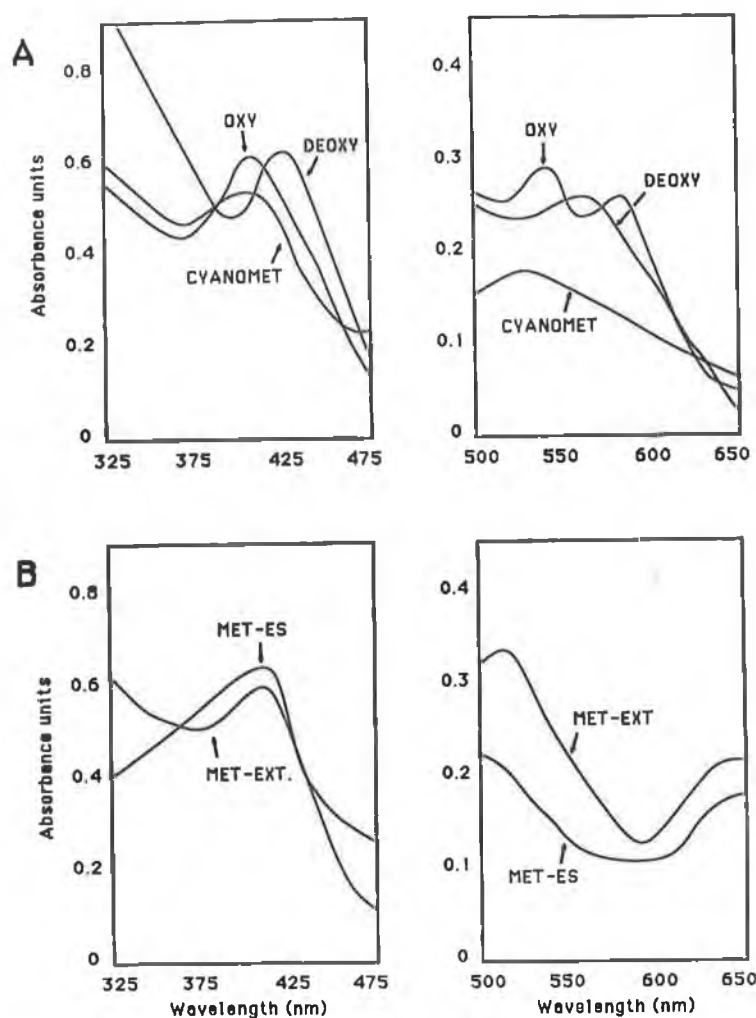 A
Absorbance units
0.8
0.6
0.4
0.2
0
OXY
DEOXY
CYANOMET
325 375 425 475
0.4
0.3
0.2
0.1
0
OXY
DEOXY
CYANOMET
500 550 600 650
B
Absorbance units
0.8
0.6
0.4
0.2
0
MET-ES
MET-EXT.
325 375 425 475
Wavelength (nm)
0.4
0.3
0.2
0.1
0
MET-EXT
MET-ES
500 550 600 650
Wavelength (nm)